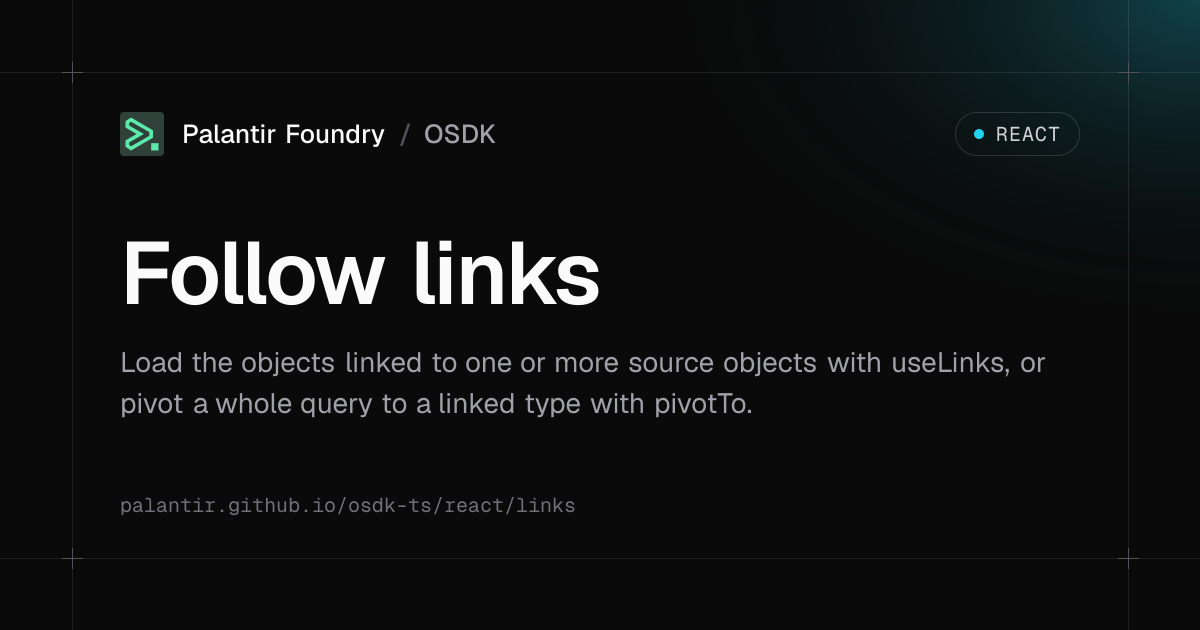 Palantir Foundry / OSDK
REACT
Follow links
Load the objects linked to one or more source objects with useLinks, or
pivot a whole query to a linked type with pivotTo.
palantir.github.io/osdk-ts/react/links